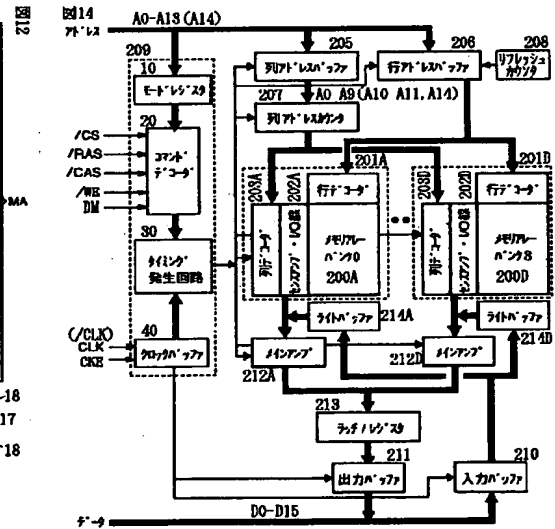 図12
図14
アドレス
A0-A13(A14)
209
10
モードレジスタ
20
コマンドデコーダ
/CS
/RAS
/CAS
/WE
DM
30
タイミング発生回路
40
クロックバッファ
(/CLK)
CLK
CKE
205
列アドレスバッファ
206
行アドレスバッファ
208
リフレッシュカウンタ
207
A0 A9(A10 A11,A14)
列アドレスカウンタ
201A
201D
203A
202A
行デコーダ
列デコーダ
センスアンプ・I/O線
メモリアレーバンク0
200A
203D
202D
行デコーダ
列デコーダ
センスアンプ・I/O線
メモリアレーバンク8
200D
ライトバッファ
214A
ライトバッファ
214D
メインアンプ
212A
メインアンプ
212D
213
ラッチ/レジスタ
211
出力バッファ
210
入力バッファ
データ
D0-D15
MA
18
17
18